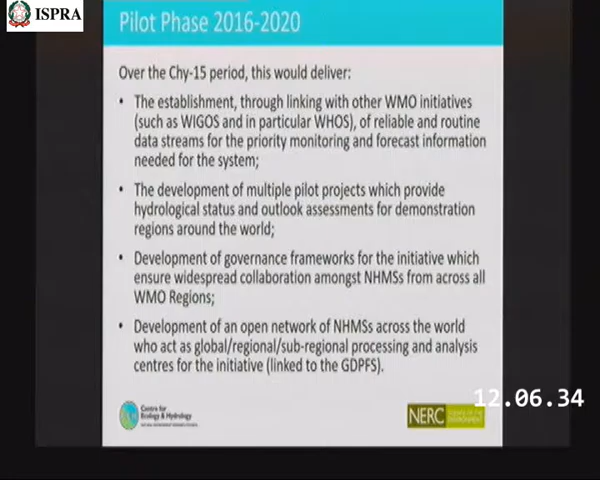 ISPRA
Pilot Phase 2016-2020
Over the Chy-15 period, this would deliver:
• The establishment, through linking with other WMO initiatives
(such as WIGOS and in particular WHOS), of reliable and routine
data streams for the priority monitoring and forecast information
needed for the system;
• The development of multiple pilot projects which provide
hydrological status and outlook assessments for demonstration
regions around the world;
• Development of governance frameworks for the initiative which
ensure widespread collaboration amongst NHMSs from across all
WMO Regions;
• Development of an open network of NHMSs across the world
who act as global/regional/sub-regional processing and analysis
centres for the initiative (linked to the GDPFS).
12.06.34
Centre for
Ecology & Hydrology
NERC